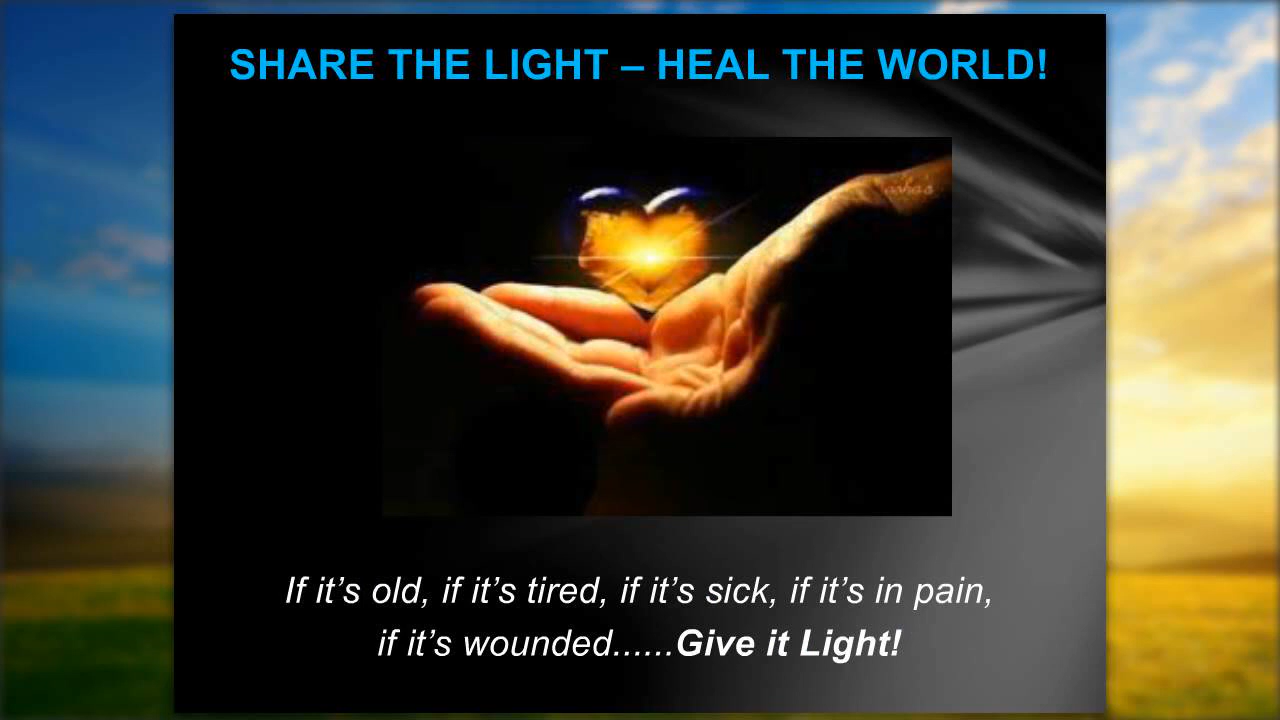 SHARE THE LIGHT – HEAL THE WORLD!
asha's
If it’s old, if it’s tired, if it’s sick, if it’s in pain,
if it’s wounded......Give it Light!